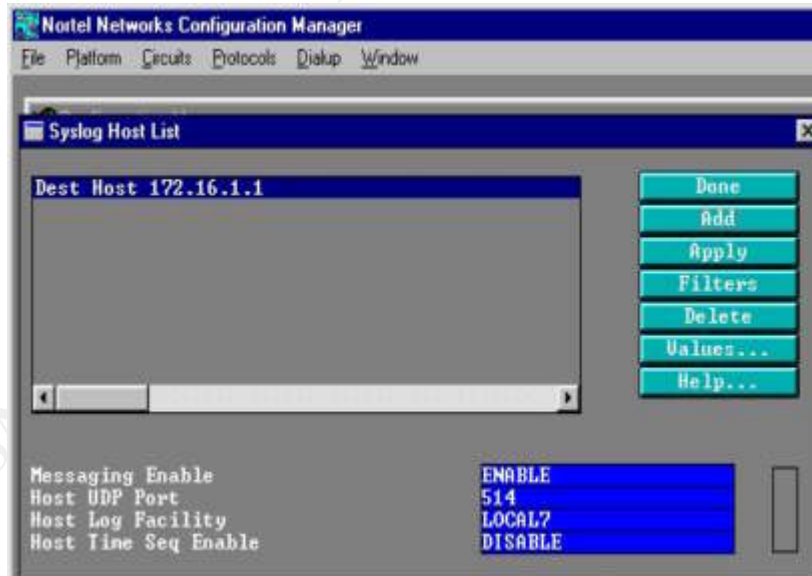 Nortel Networks Configuration Manager
File Platform Circuits Protocols Dialup Window
Syslog Host List
Dest Host 172.16.1.1
Done
Add
Apply
Filters
Delete
Values...
Help...
Messaging Enable ENABLE
Host UDP Port 514
Host Log Facility LOCAL7
Host Time Seq Enable DISABLE